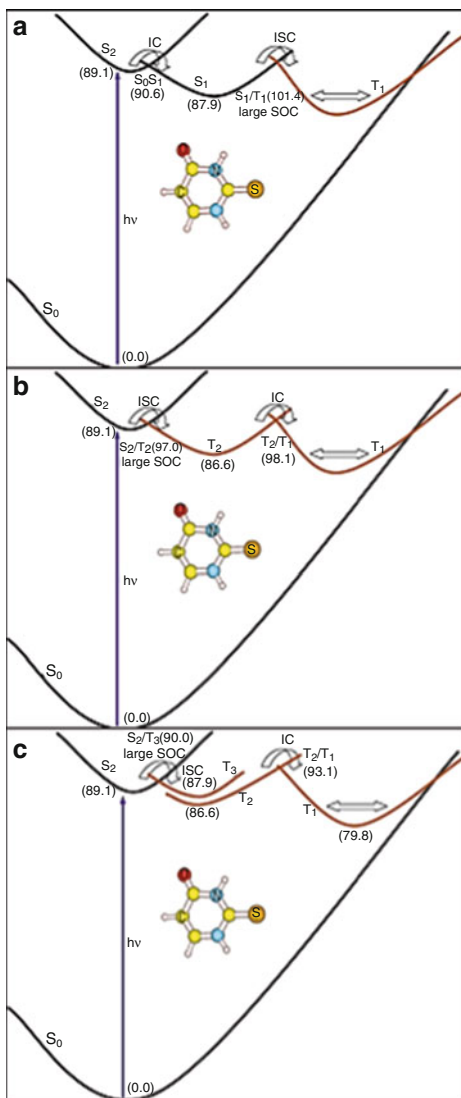 a
S2
IC
ISC
(89.1)
S0S1
(90.6)
S1
(87.9)
S1/T1(101.4)
large SOC
T1
S
hν
S0
(0.0)
b
S2
ISC
IC
(89.1)
S2/T2(97.0)
large SOC
T2
(86.6)
T2/T1
(98.1)
T1
S
hν
S0
(0.0)
c
S2/T3(90.0)
large SOC
IC
S2
ISC
T3
T2/T1
(93.1)
(89.1)
(87.9)
(86.6)
T2
T1
(79.8)
S
hν
S0
(0.0)